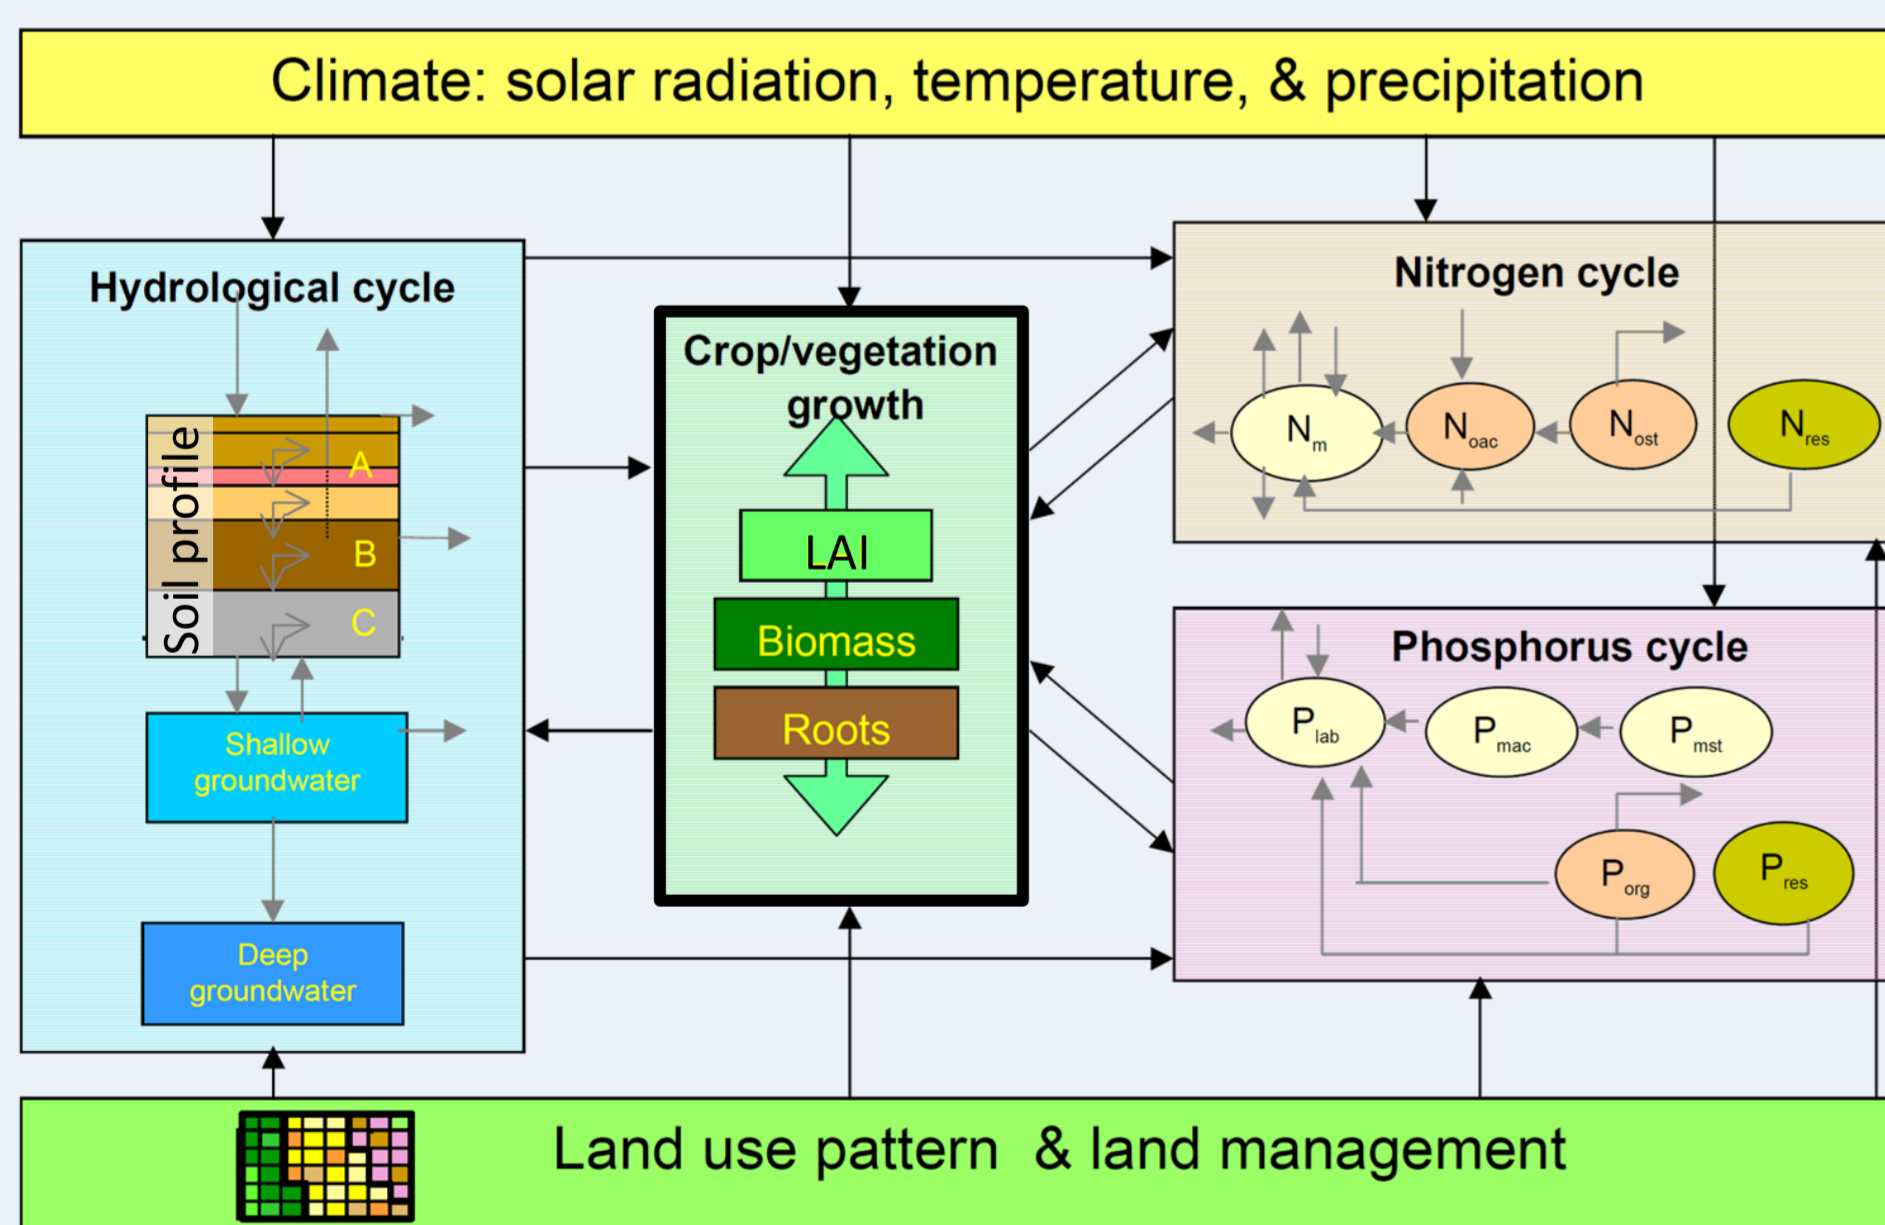 Climate: solar radiation, temperature, & precipitation
Hydrological cycle
Soil profile
A
B
C
Shallow
groundwater
Deep
groundwater
Crop/vegetation
growth
LAI
Biomass
Roots
Nitrogen cycle
Nm
Noac
Nost
Nres
Phosphorus cycle
Plab
Pmac
Pmst
Porg
Pres
Land use pattern & land management